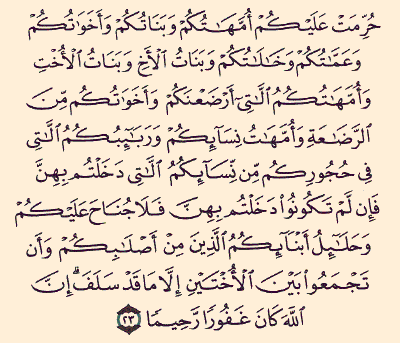 حُرِّمَتْ عَلَيْكُمْ أُمَّهَٰتُكُمْ وَبَنَاتُكُمْ وَأَخَوَٰتُكُمْ
وَعَمَّٰتُكُمْ وَخَٰلَٰتُكُمْ وَبَنَاتُ ٱلْأَخِ وَبَنَاتُ ٱلْأُخْتِ
وَأُمَّهَٰتُكُمُ ٱلَّٰتِىٓ أَرْضَعْنَكُمْ وَأَخَوَٰتُكُم مِّنَ
ٱلرَّضَٰعَةِ وَأُمَّهَٰتُ نِسَآئِكُمْ وَرَبَٰٓئِبُكُمُ ٱلَّٰتِى
فِى حُجُورِكُم مِّن نِّسَآئِكُمُ ٱلَّٰتِى دَخَلْتُم بِهِنَّ
فَإِن لَّمْ تَكُونُوا۟ دَخَلْتُم بِهِنَّ فَلَا جُنَاحَ عَلَيْكُمْ
وَحَلَٰٓئِلُ أَبْنَآئِكُمُ ٱلَّذِينَ مِنْ أَصْلَٰبِكُمْ وَأَن
تَجْمَعُوا۟ بَيْنَ ٱلْأُخْتَيْنِ إِلَّا مَا قَدْ سَلَفَ ۗ إِنَّ
ٱللَّهَ كَانَ غَفُورًا رَّحِيمًا ٢٣